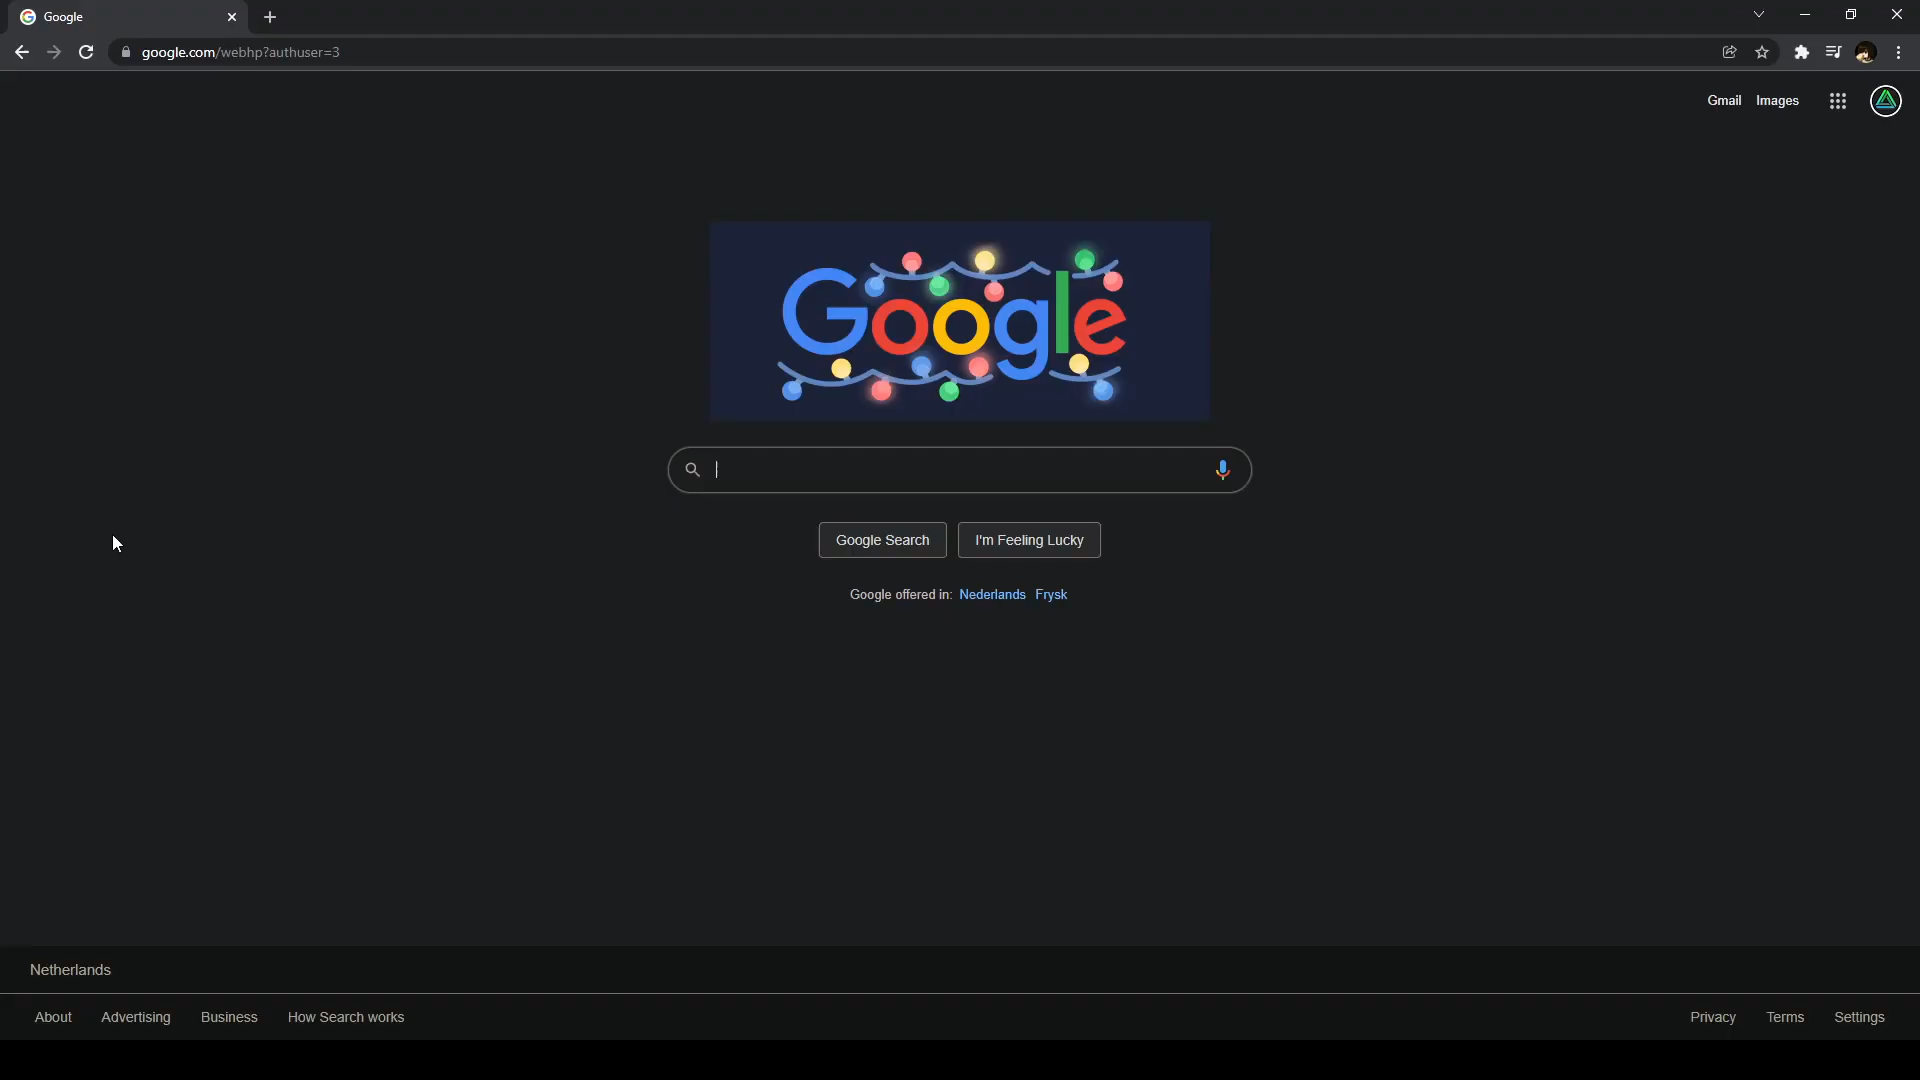 Google
google.com/webhp?authuser=3
Gmail Images
Google
Google Search I'm Feeling Lucky
Google offered in: Nederlands Frysk
Netherlands
About Advertising Business How Search works Privacy Terms Settings